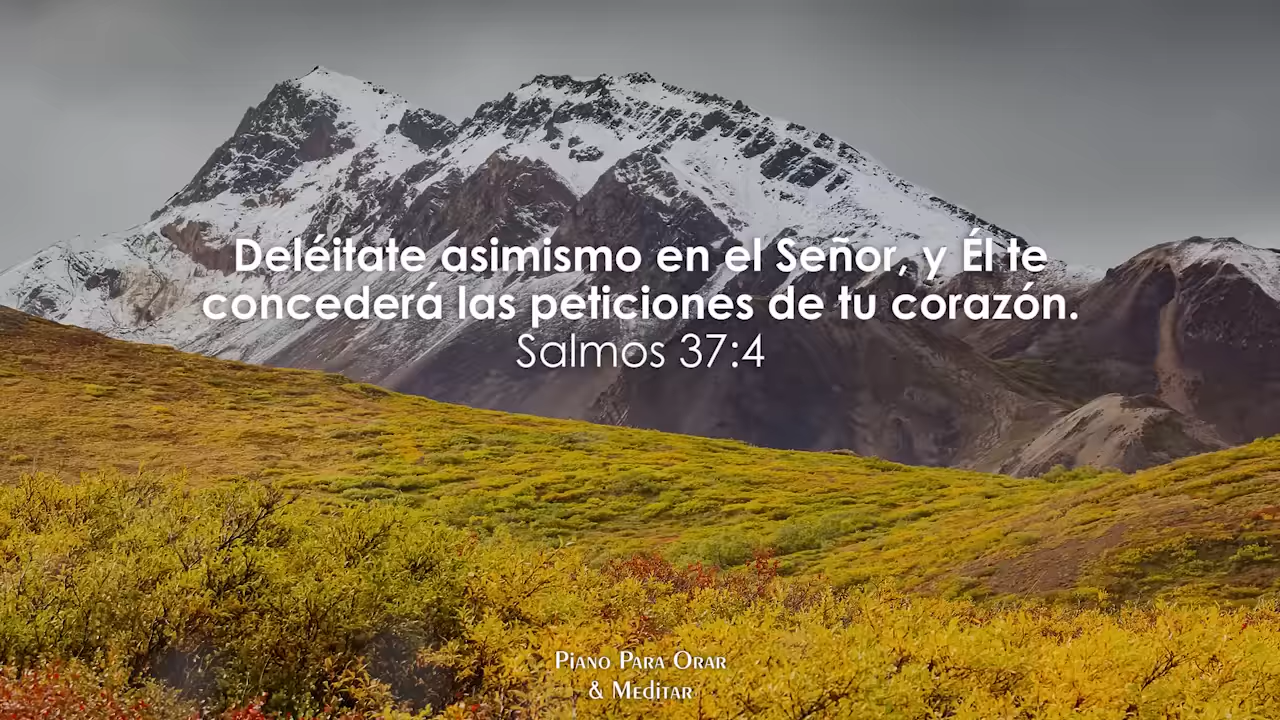 Deléitate asimismo en el Señor, y Él te
concederá las peticiones de tu corazón.
Salmos 37:4
Piano Para Orar
& Meditar